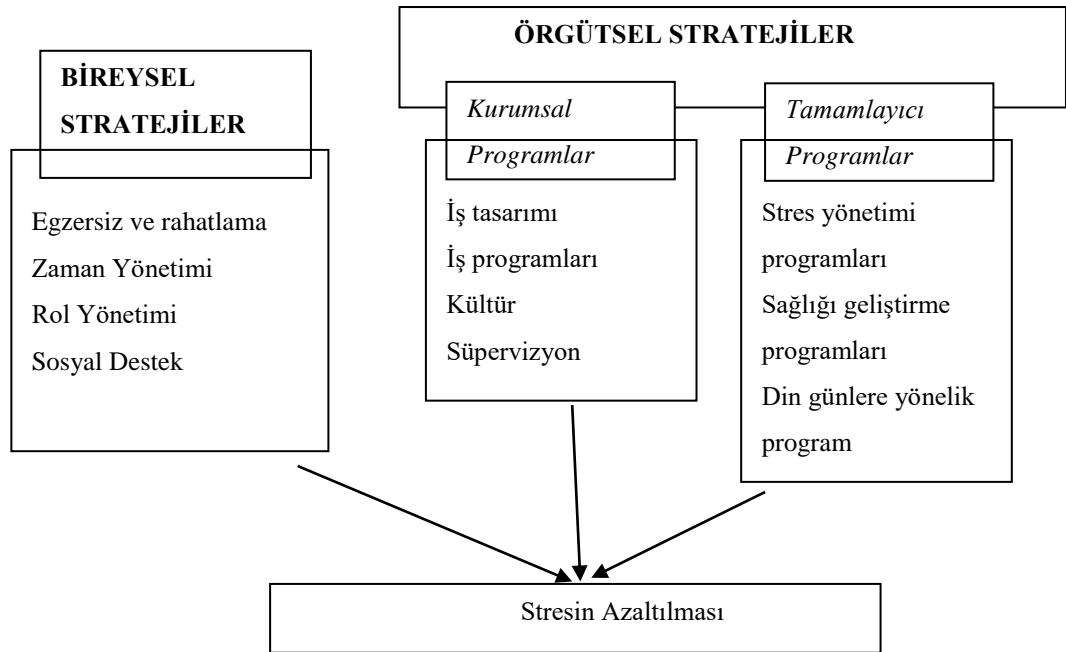 BİREYSEL
STRATEJİLER
Egzersiz ve rahatlama
Zaman Yönetimi
Rol Yönetimi
Sosyal Destek
ÖRGÜTSEL STRATEJİLER
Kurumsal
Programlar
İş tasarımı
İş programları
Kültür
Süpervizyon
Tamamlayıcı
Programlar
Stres yönetimi
programları
Sağlığı geliştirme
programları
Din günlere yönelik
program
Stresin Azaltılması